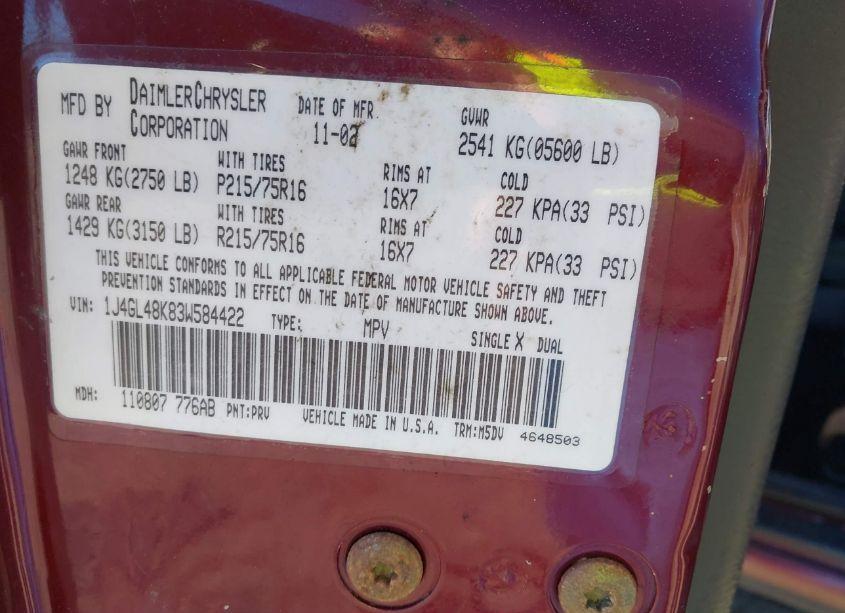 MFD BY DAIMLERCHRYSLER CORPORATION DATE OF MFR. 11-02 GVWR 2541 KG(05600 LB)
GAWR FRONT WITH TIRES RIMS AT COLD
1248 KG(2750 LB) P215/75R16 16X7 227 KPA(33 PSI)
GAWR REAR WITH TIRES RIMS AT COLD
1429 KG(3150 LB) R215/75R16 16X7 227 KPA(33 PSI)
THIS VEHICLE CONFORMS TO ALL APPLICABLE FEDERAL MOTOR VEHICLE SAFETY AND THEFT
PREVENTION STANDARDS IN EFFECT ON THE DATE OF MANUFACTURE SHOWN ABOVE.
VIN: 1J4GL48K83W584422 TYPE: MPV SINGLE X DUAL
MDH: 110807 776AB PNT:PRV VEHICLE MADE IN U.S.A. TRM:M5DV 4648503